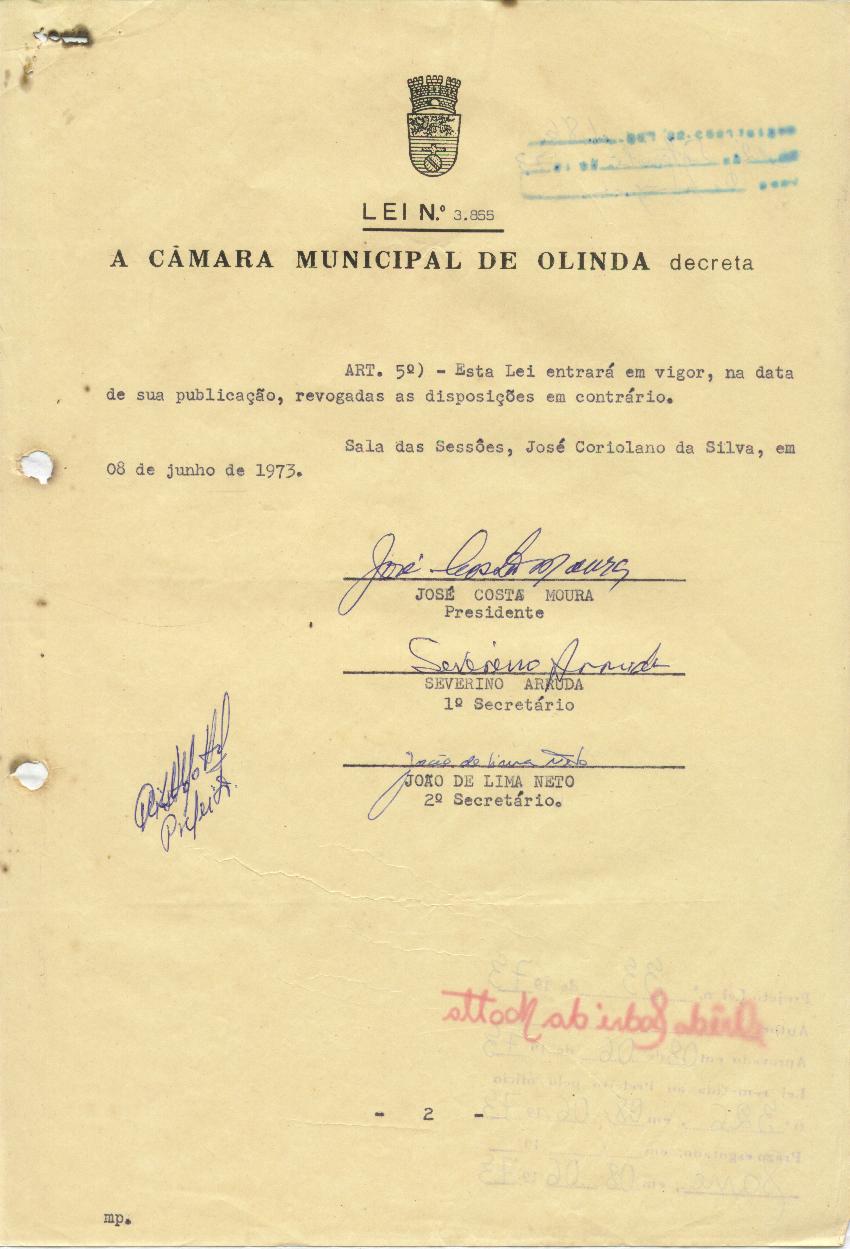 LEI N.º 3.855
A CÂMARA MUNICIPAL DE OLINDA decreta
ART. 5º) - Esta Lei entrará em vigor, na data
de sua publicação, revogadas as disposições em contrário.
Sala das Sessões, José Coriolano da Silva, em
08 de junho de 1973.
José Costa Moura
JOSÉ COSTA MOURA
Presidente
Severino Arruda
SEVERINO ARRUDA
1º Secretário
João de Lima Neto
JOÃO DE LIMA NETO
2º Secretário.
Prefeito
- 2 -
mp.